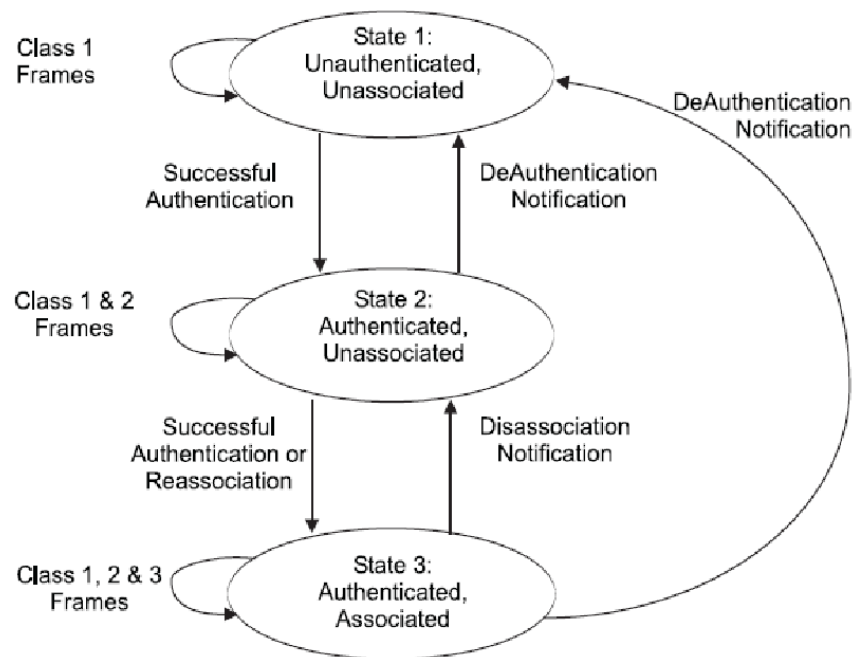 Class 1
Frames
State 1:
Unauthenticated,
Unassociated
DeAuthentication
Notification
Successful
Authentication
DeAuthentication
Notification
Class 1 & 2
Frames
State 2:
Authenticated,
Unassociated
Successful
Authentication or
Reassociation
Disassociation
Notification
Class 1, 2 & 3
Frames
State 3:
Authenticated,
Associated